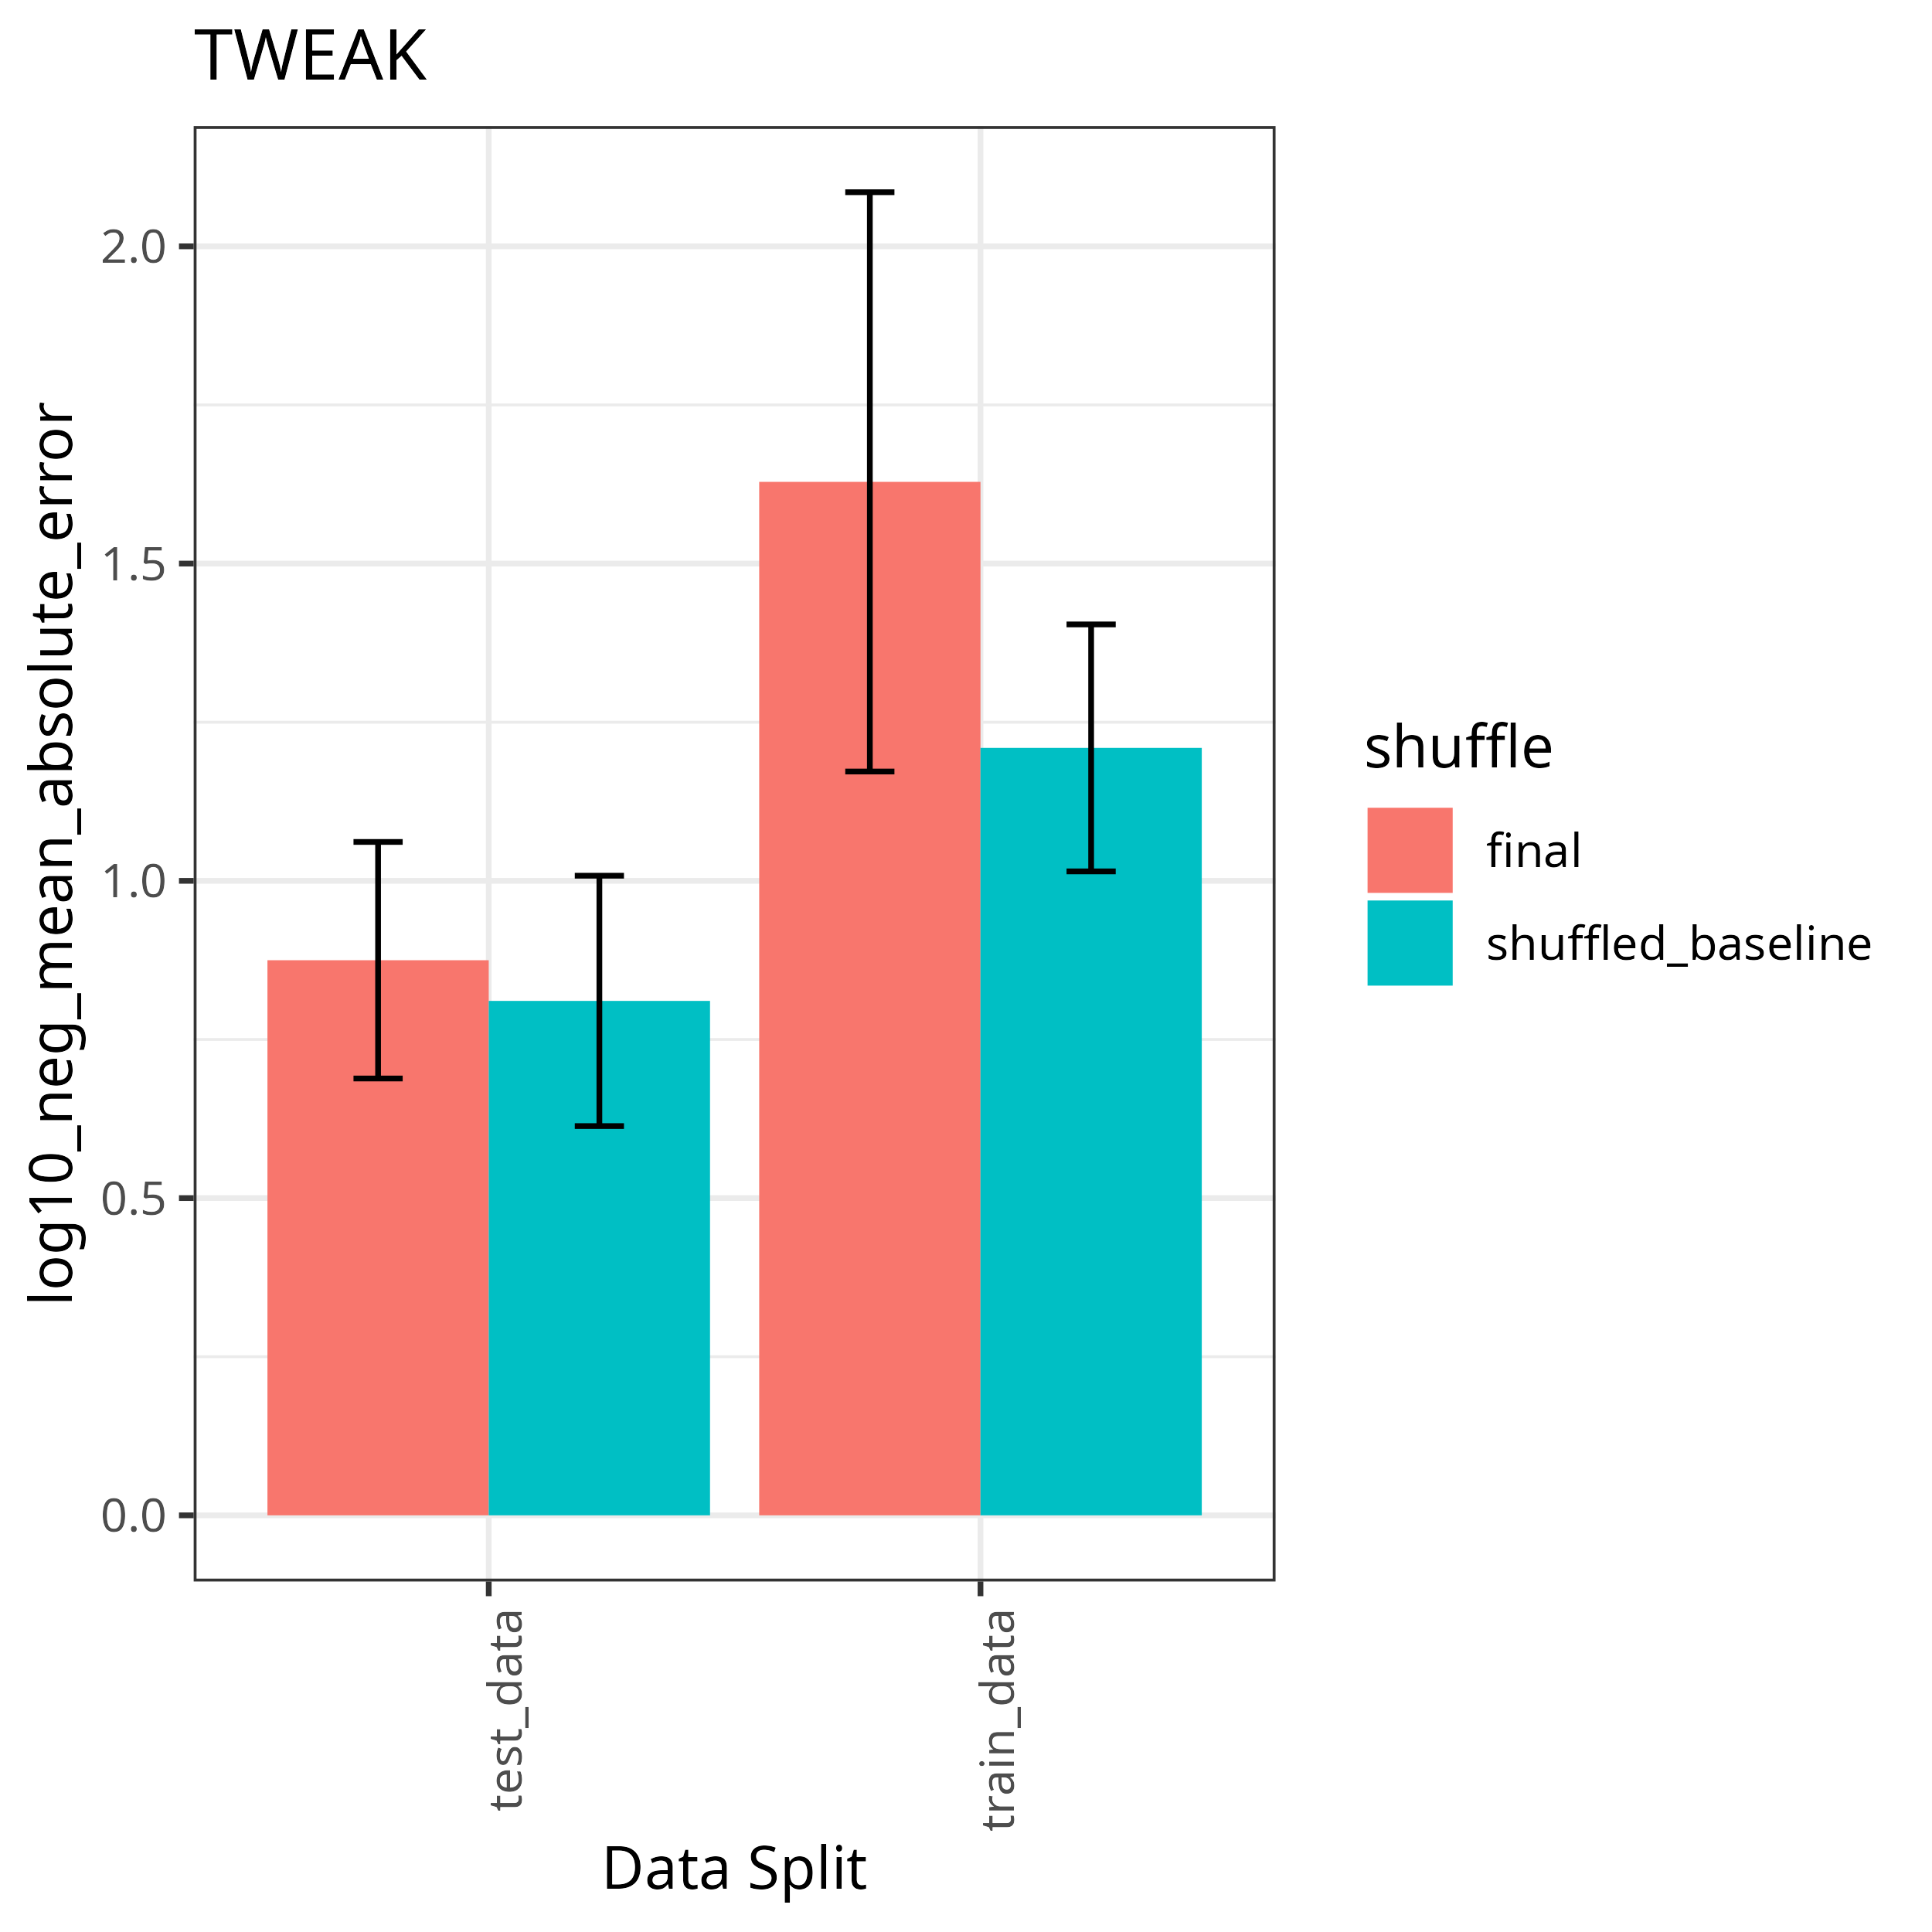 TWEAK
log10_neg_mean_absolute_error
2.0
1.5
1.0
0.5
0.0
test_data
train_data
Data Split
shuffle
final
shuffled_baseline